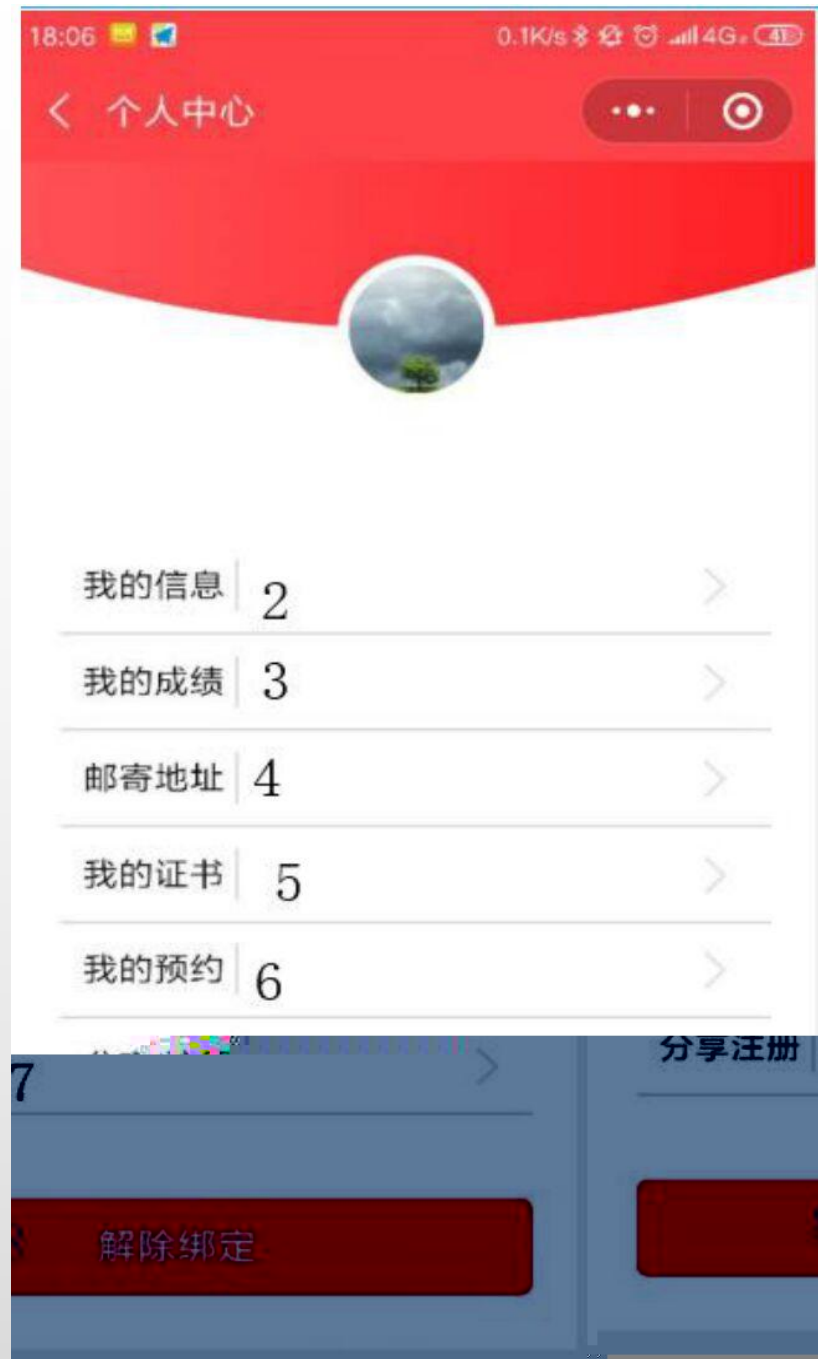 18:06 0.1K/s 4G 41
个人中心
我的信息 2
我的成绩 3
邮寄地址 4
我的证书 5
我的预约 6
分享注册
7
解除绑定